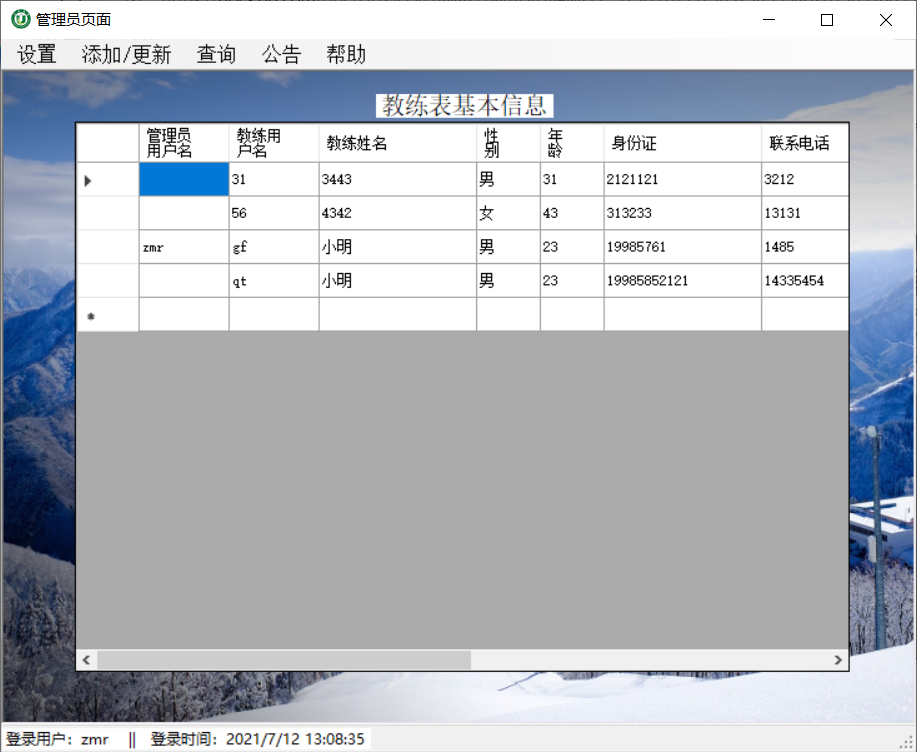 管理员页面
设置 添加/更新 查询 公告 帮助
教练表基本信息
管理员用户名 教练用户名 教练姓名 性别 年龄 身份证 联系电话
31 3443 男 31 2121121 3212
56 4342 女 43 313233 13131
zmr gf 小明 男 23 19985761 1485
qt 小明 男 23 19985852121 14335454
登录用户：zmr || 登录时间：2021/7/12 13:08:35